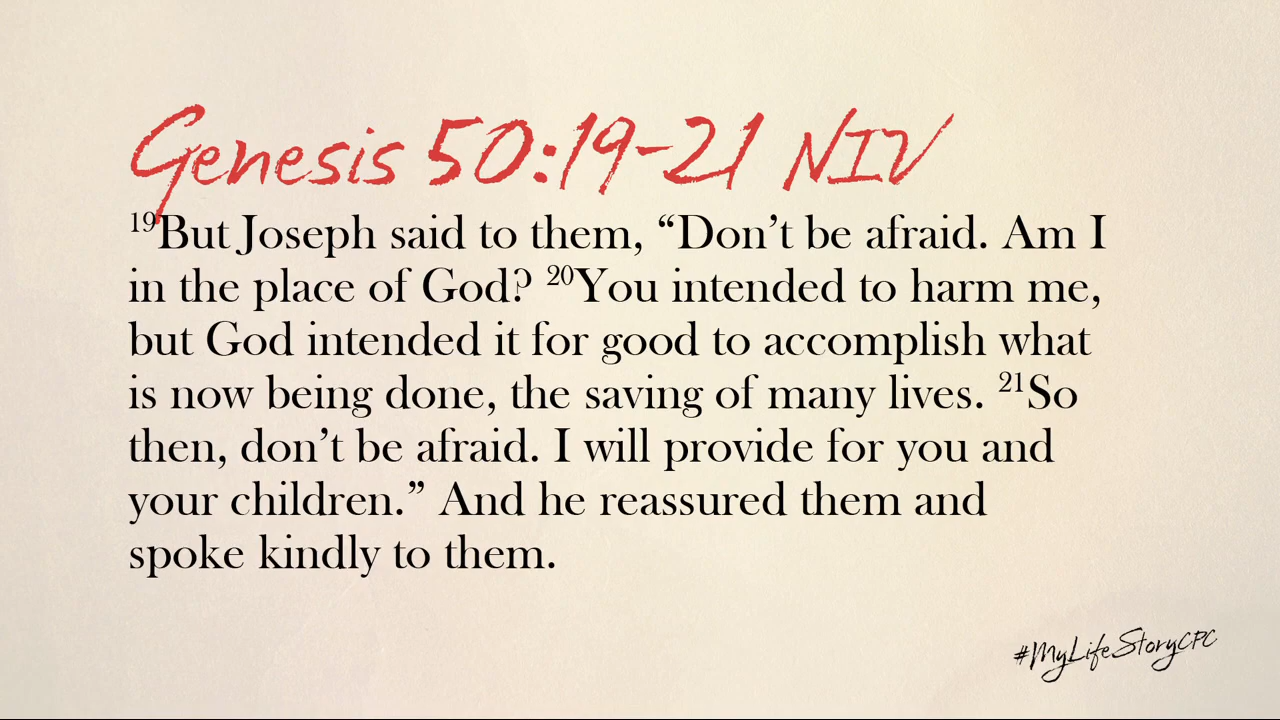 Genesis 50:19-21 NIV
19But Joseph said to them, “Don’t be afraid. Am I
in the place of God? 20You intended to harm me,
but God intended it for good to accomplish what
is now being done, the saving of many lives. 21So
then, don’t be afraid. I will provide for you and
your children.” And he reassured them and
spoke kindly to them.
#MyLifeStoryCPC